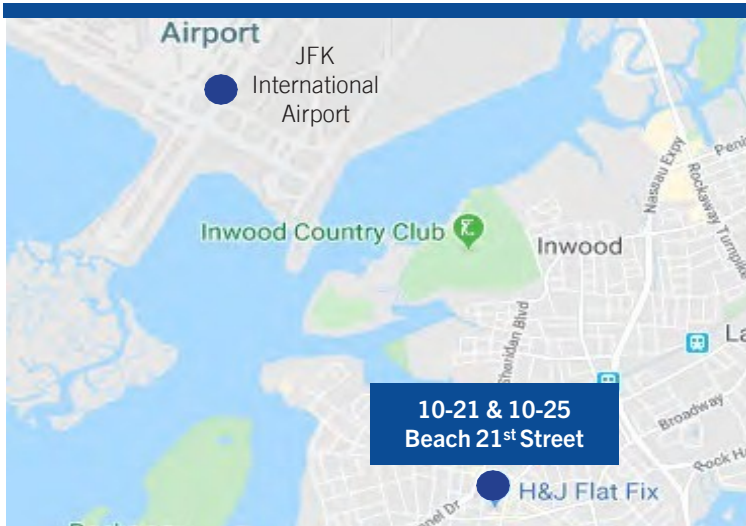 Airport
JFK
International
Airport
Nassau Expy
Rockaway Turnpike
Inwood Country Club
Inwood
Sheridan Blvd
10-21 & 10-25
Beach 21st Street
Broadway
H&J Flat Fix